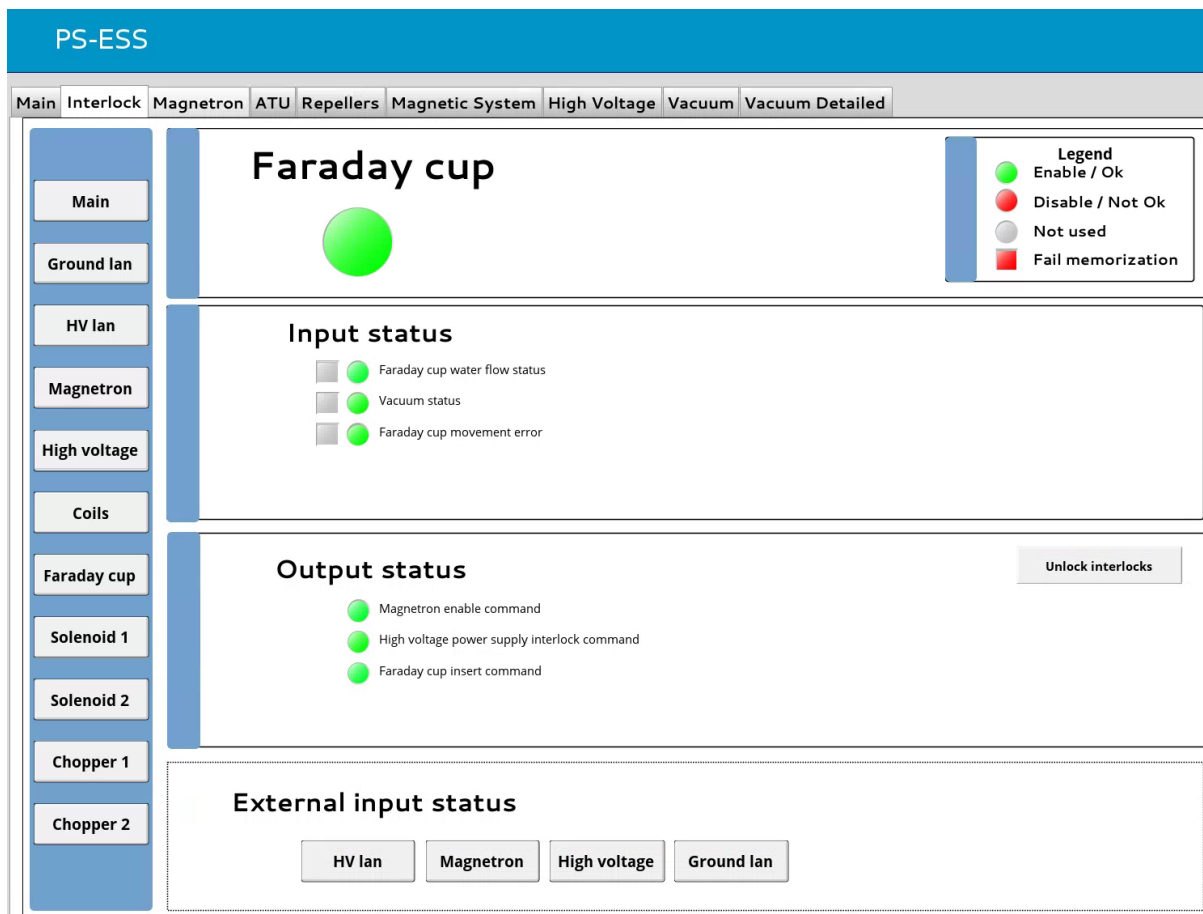 PS-ESS
Main Interlock Magnetron ATU Repellers Magnetic System High Voltage Vacuum Vacuum Detailed
Main
Ground lan
HV lan
Magnetron
High voltage
Coils
Faraday cup
Solenoid 1
Solenoid 2
Chopper 1
Chopper 2
Faraday cup
Legend
Enable / Ok
Disable / Not Ok
Not used
Fail memorization
Input status
Faraday cup water flow status
Vacuum status
Faraday cup movement error
Output status
Unlock interlocks
Magnetron enable command
High voltage power supply interlock command
Faraday cup insert command
External input status
HV lan Magnetron High voltage Ground lan